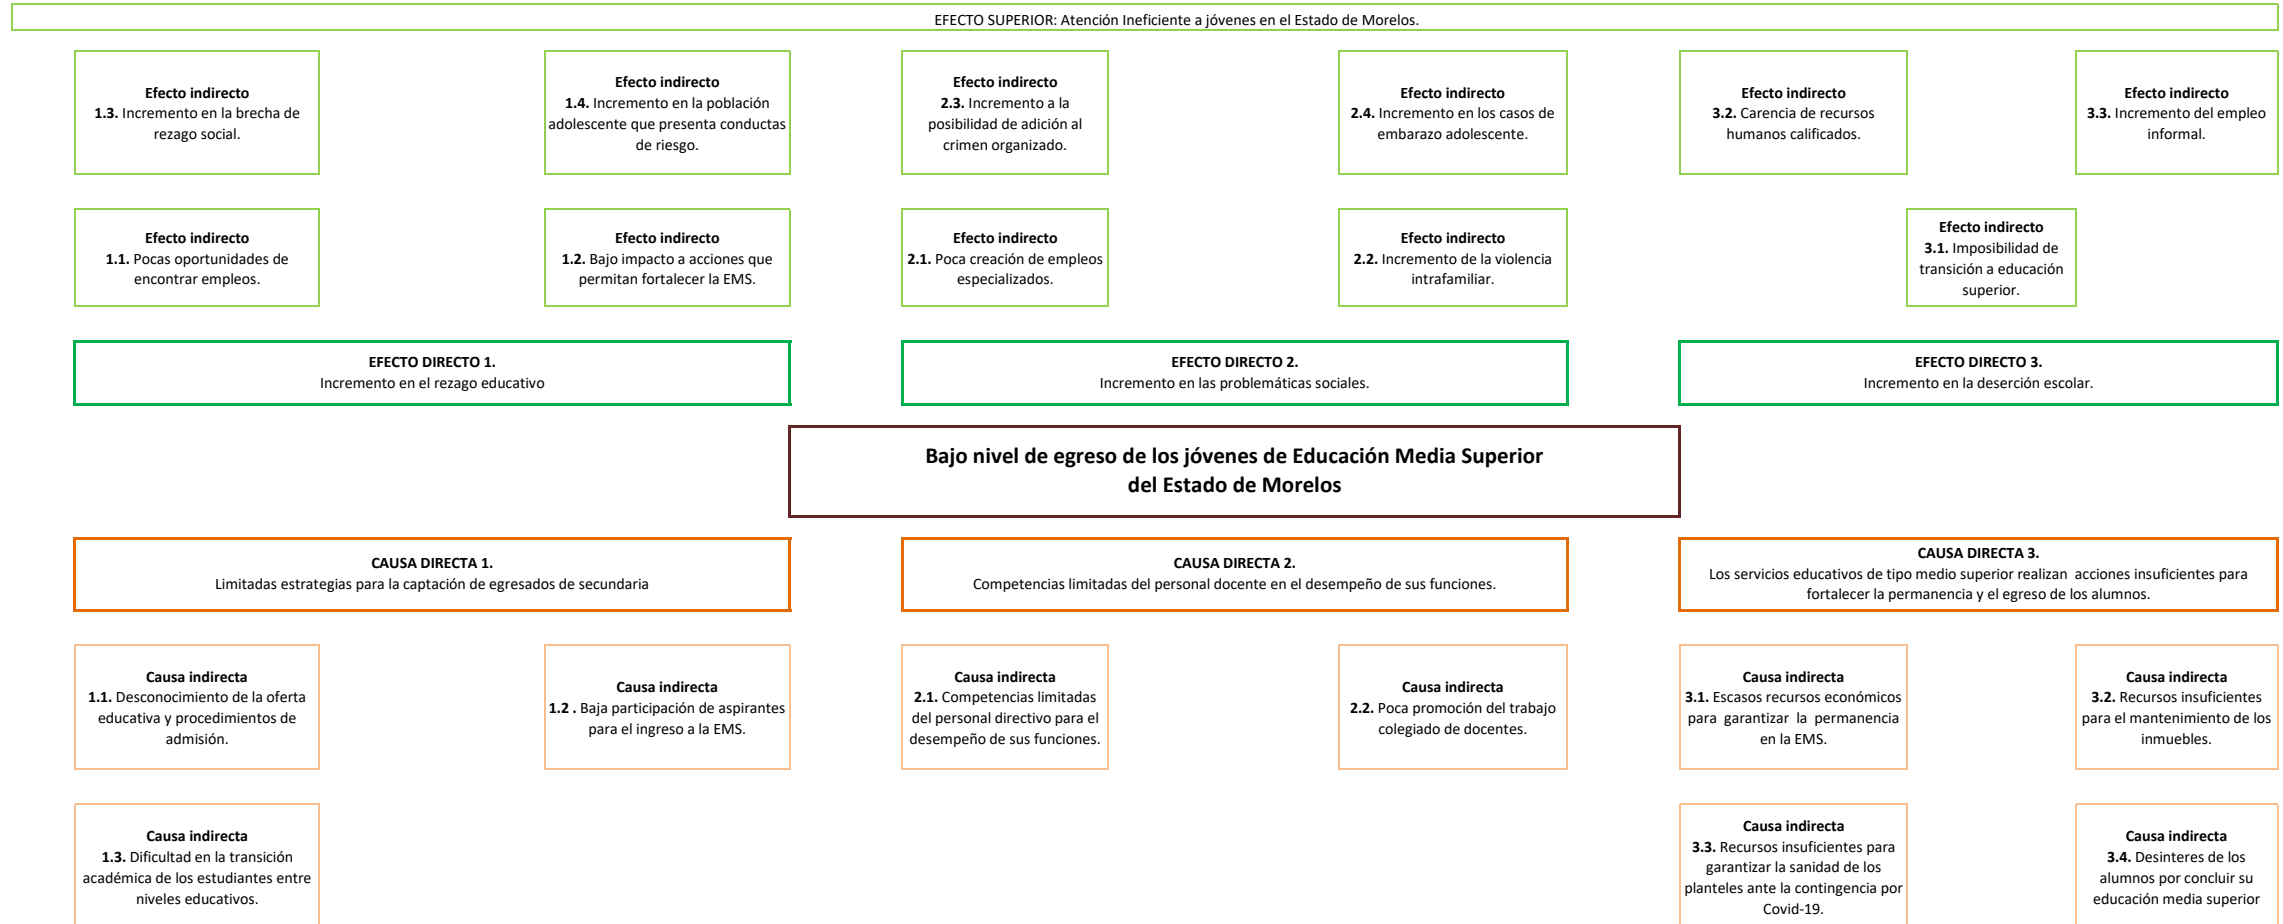 EFECTO SUPERIOR: Atención Ineficiente a jóvenes en el Estado de Morelos.
Efecto indirecto
1.3. Incremento en la brecha de
rezago social.
Efecto indirecto
1.4. Incremento en la población
adolescente que presenta conductas
de riesgo.
Efecto indirecto
2.3. Incremento a la
posibilidad de adición al
crimen organizado.
Efecto indirecto
2.4. Incremento en los casos de
embarazo adolescente.
Efecto indirecto
3.2. Carencia de recursos
humanos calificados.
Efecto indirecto
3.3. Incremento del empleo
informal.
Efecto indirecto
1.1. Pocas oportunidades de
encontrar empleos.
Efecto indirecto
1.2. Bajo impacto a acciones que
permitan fortalecer la EMS.
Efecto indirecto
2.1. Poca creación de empleos
especializados.
Efecto indirecto
2.2. Incremento de la violencia
intrafamiliar.
Efecto indirecto
3.1. Imposibilidad de
transición a educación
superior.
EFECTO DIRECTO 1.
Incremento en el rezago educativo
EFECTO DIRECTO 2.
Incremento en las problemáticas sociales.
EFECTO DIRECTO 3.
Incremento en la deserción escolar.
Bajo nivel de egreso de los jóvenes de Educación Media Superior
del Estado de Morelos
CAUSA DIRECTA 1.
Limitadas estrategias para la captación de egresados de secundaria
CAUSA DIRECTA 2.
Competencias limitadas del personal docente en el desempeño de sus funciones.
CAUSA DIRECTA 3.
Los servicios educativos de tipo medio superior realizan acciones insuficientes para
fortalecer la permanencia y el egreso de los alumnos.
Causa indirecta
1.1. Desconocimiento de la oferta
educativa y procedimientos de
admisión.
Causa indirecta
1.2 . Baja participación de aspirantes
para el ingreso a la EMS.
Causa indirecta
2.1. Competencias limitadas
del personal directivo para el
desempeño de sus funciones.
Causa indirecta
2.2. Poca promoción del trabajo
colegiado de docentes.
Causa indirecta
3.1. Escasos recursos económicos
para garantizar la permanencia
en la EMS.
Causa indirecta
3.2. Recursos insuficientes
para el mantenimiento de los
inmuebles.
Causa indirecta
1.3. Dificultad en la transición
académica de los estudiantes entre
niveles educativos.
Causa indirecta
3.3. Recursos insuficientes para
garantizar la sanidad de los
planteles ante la contingencia por
Covid-19.
Causa indirecta
3.4. Desinteres de los
alumnos por concluir su
educación media superior